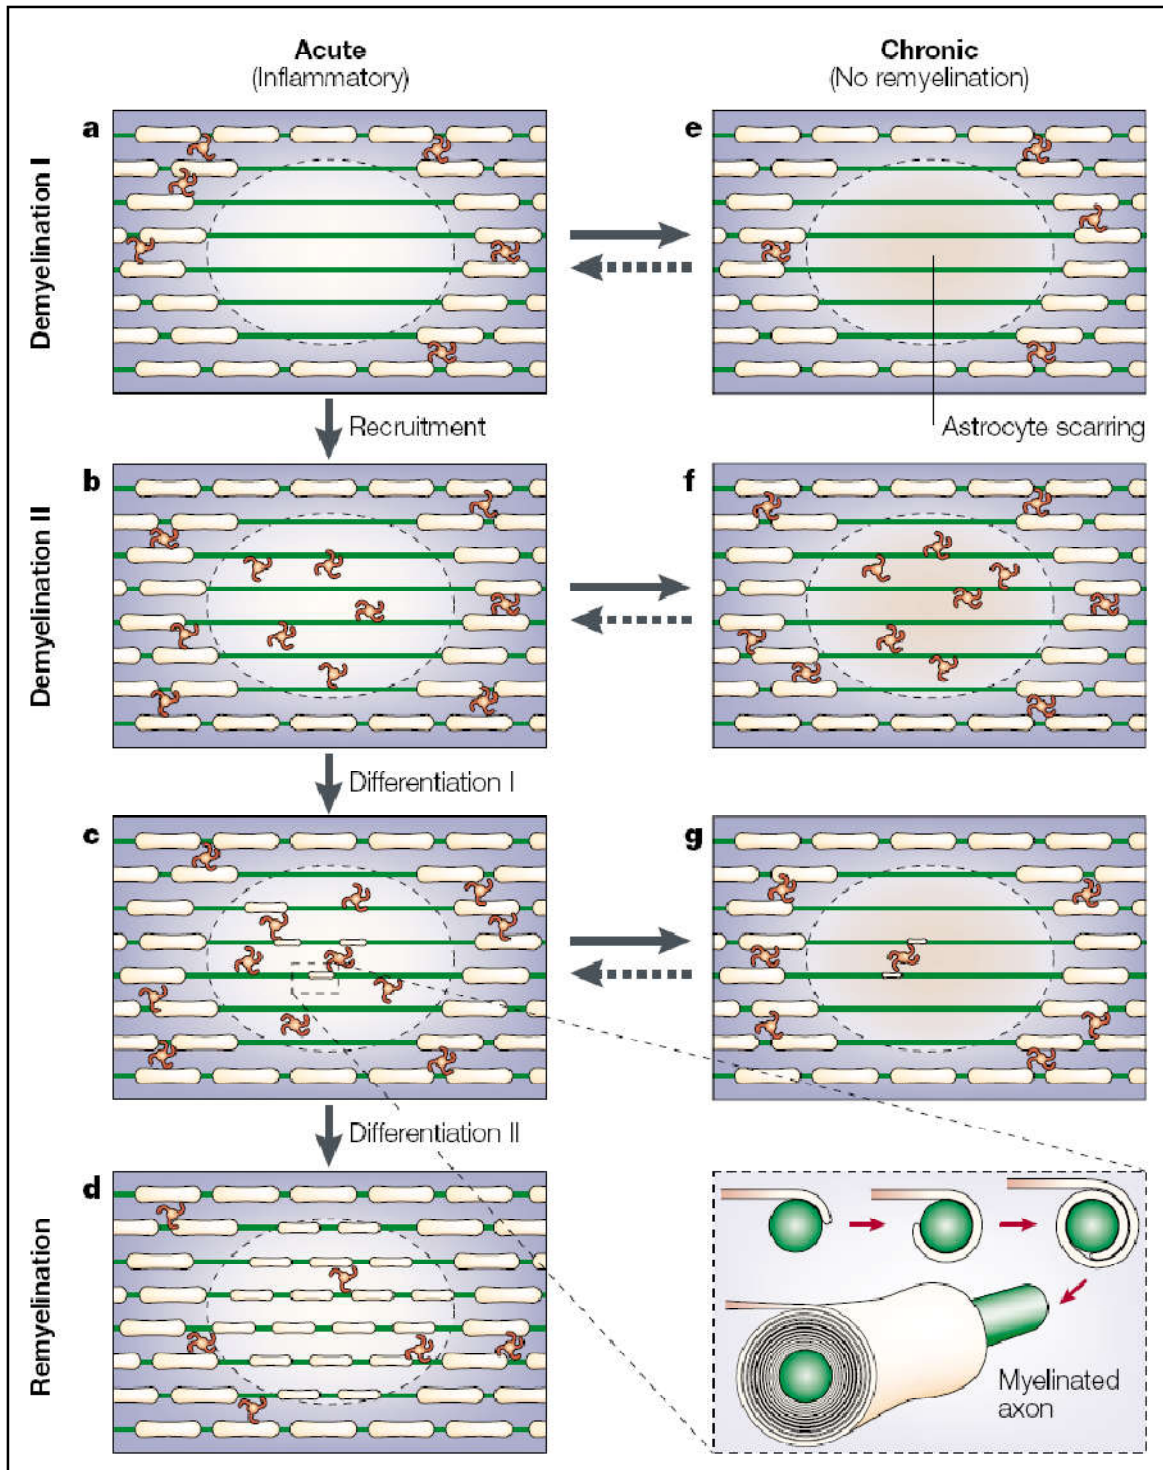 Acute
(Inflammatory)
Chronic
(No remyelination)
Demyelination I
a
e
Recruitment
Astrocyte scarring
Demyelination II
b
f
Differentiation I
c
g
Differentiation II
Remyelination
d
Myelinated
axon